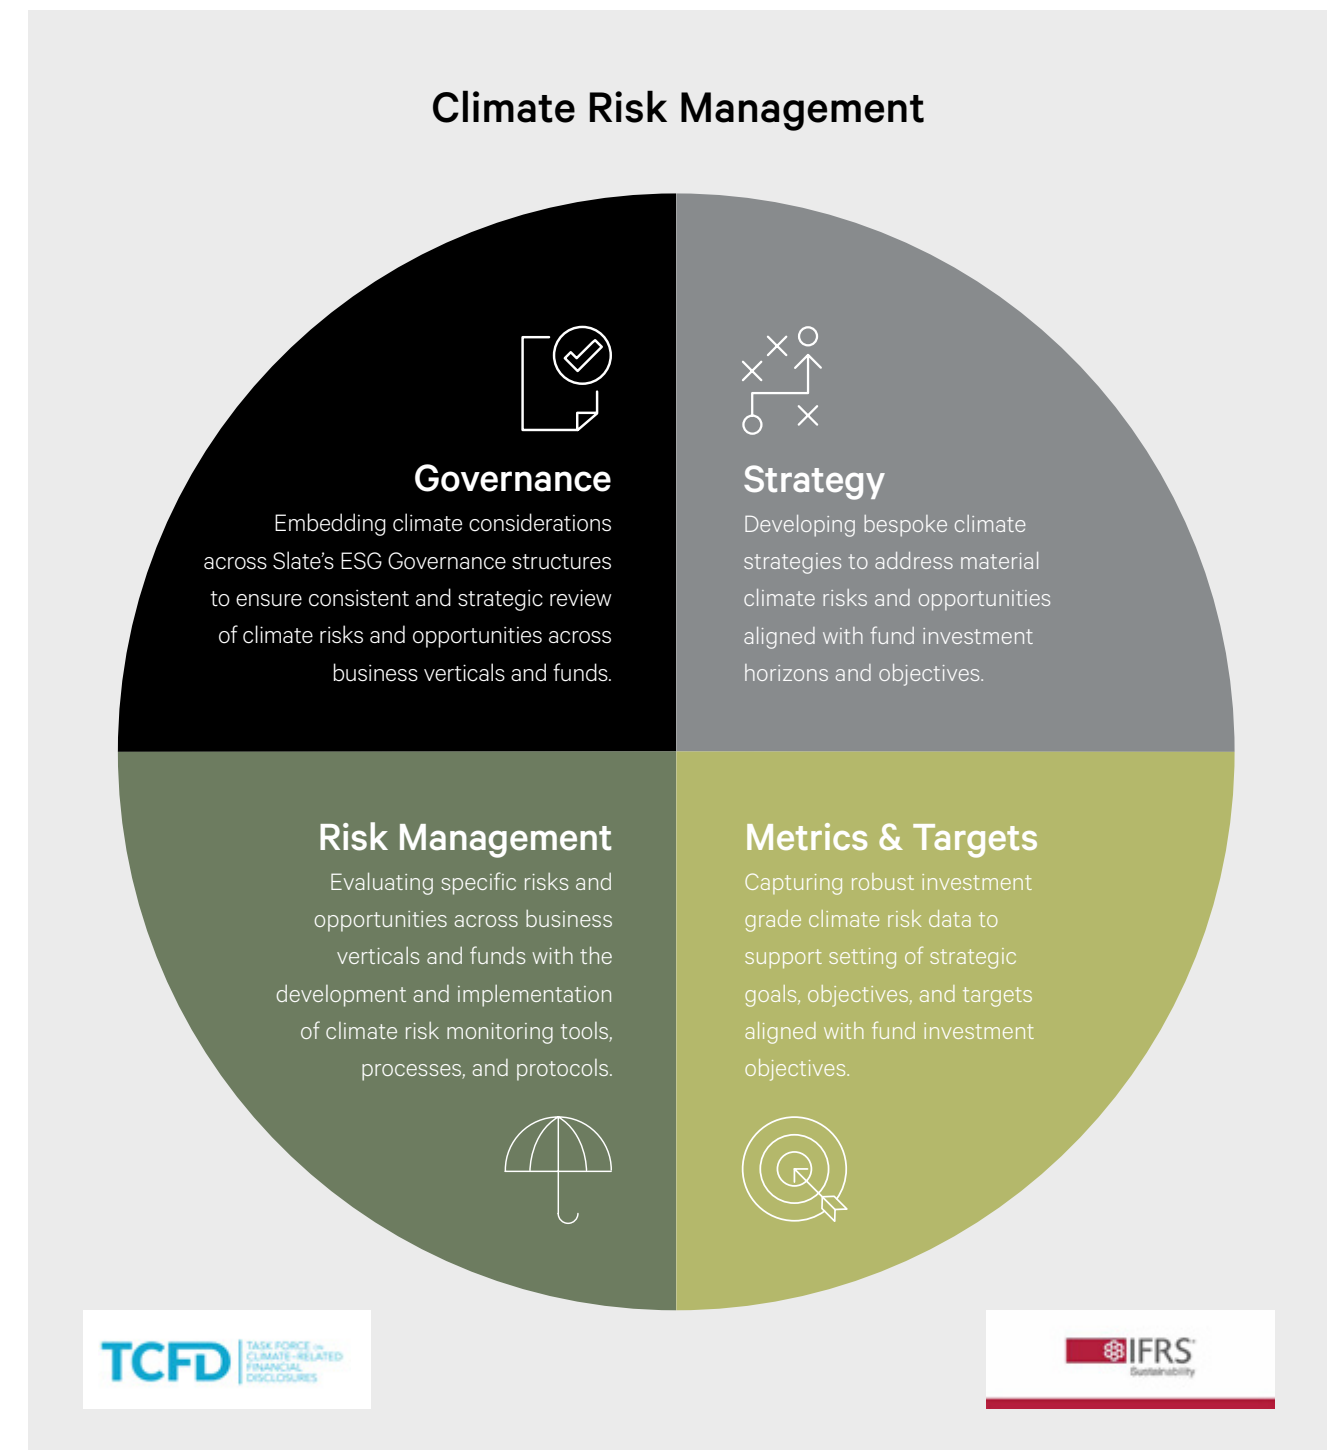 Climate Risk Management
Governance
Embedding climate considerations
across Slate’s ESG Governance structures
to ensure consistent and strategic review
of climate risks and opportunities across
business verticals and funds.
Strategy
Developing bespoke climate
strategies to address material
climate risks and opportunities
aligned with fund investment
horizons and objectives.
Risk Management
Evaluating specific risks and
opportunities across business
verticals and funds with the
development and implementation
of climate risk monitoring tools,
processes, and protocols.
Metrics & Targets
Capturing robust investment
grade climate risk data to
support setting of strategic
goals, objectives, and targets
aligned with fund investment
objectives.
TCFD
TASK FORCE ON
CLIMATE-RELATED
FINANCIAL
DISCLOSURES
IFRS
Sustainability